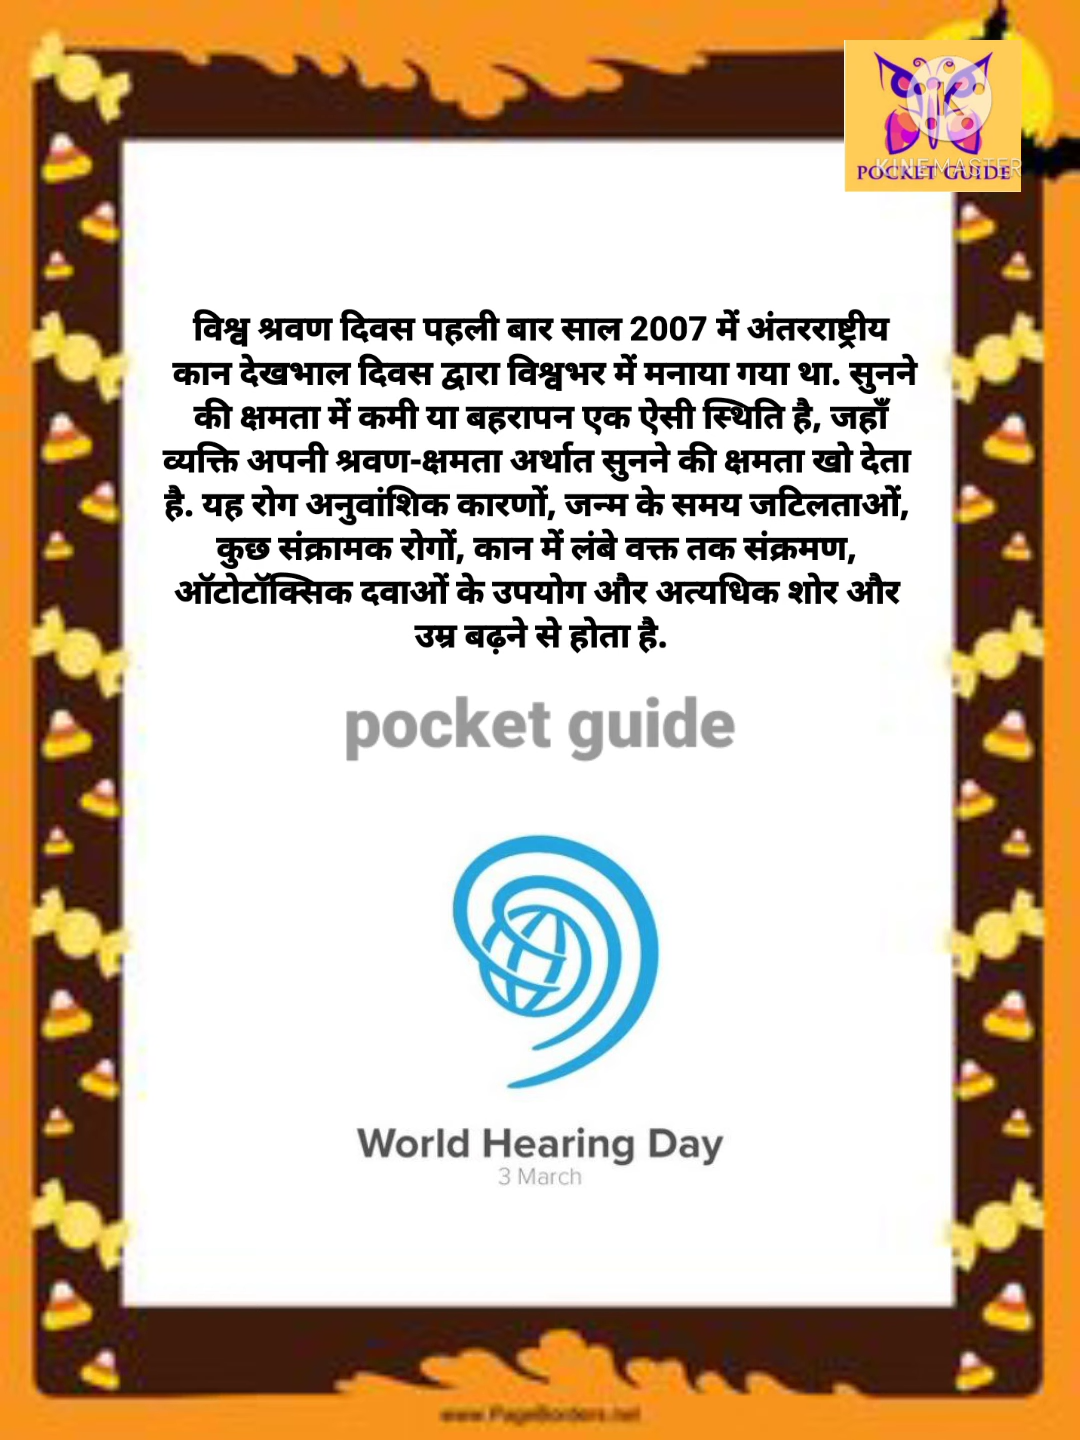 KINEMASTER
POCKET GUIDE
विश्व श्रवण दिवस पहली बार साल 2007 में अंतरराष्ट्रीय
कान देखभाल दिवस द्वारा विश्वभर में मनाया गया था. सुनने
की क्षमता में कमी या बहरापन एक ऐसी स्थिति है, जहाँ
व्यक्ति अपनी श्रवण-क्षमता अर्थात सुनने की क्षमता खो देता
है. यह रोग अनुवांशिक कारणों, जन्म के समय जटिलताओं,
कुछ संक्रामक रोगों, कान में लंबे वक्त तक संक्रमण,
ऑटोटॉक्सिक दवाओं के उपयोग और अत्यधिक शोर और
उम्र बढ़ने से होता है.
pocket guide
World Hearing Day
3 March
www.PageBorders.net